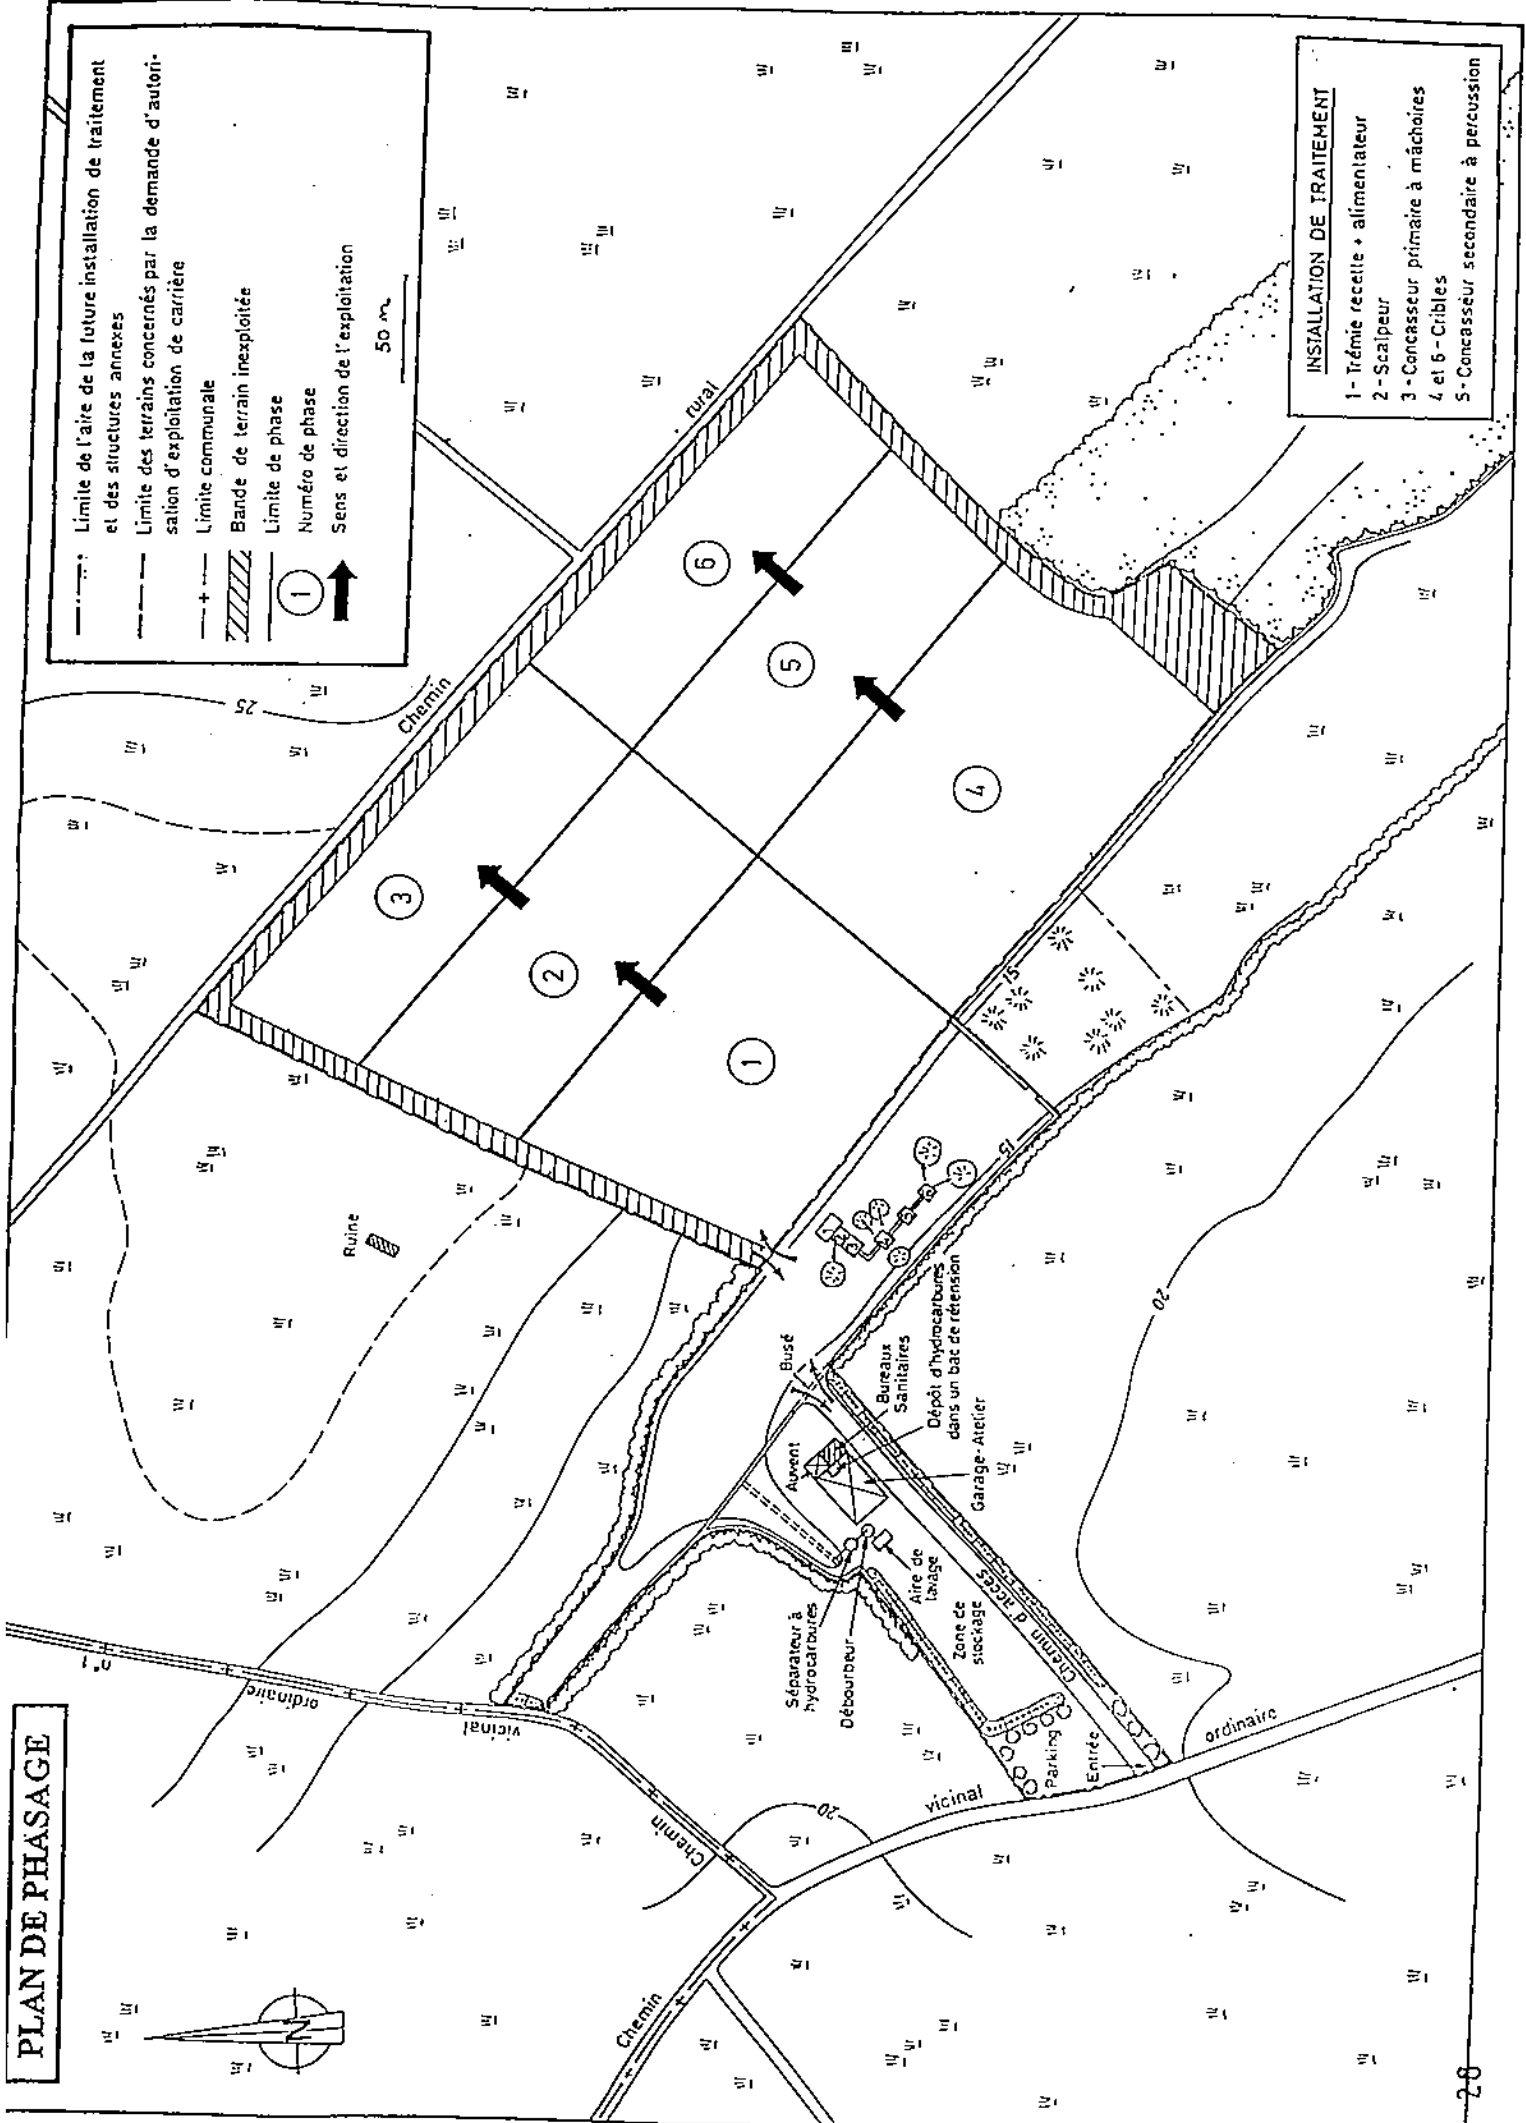 PLAN DE PHASAGE
Limite de l'aire de la future installation de traitement
et des structures annexes
Limite des terrains concernés par la demande d'autori-
sation d'exploitation de carrière
Limite communale
Bande de terrain inexploitée
Limite de phase
1
Numéro de phase
Sens et direction de l'exploitation
50 m
N
Chemin
rural
25
Ruine
3
2
1
6
5
4
15
15
20
20
n°1
ordinaire
vicinal
Chemin
Chemin
vicinal
ordinaire
Busé
Auvent
Bureaux
Sanitaires
Dépôt d'hydrocarbures
dans un bac de rétension
Garage-Atelier
Séparateur à
hydrocarbures
Débourbeur
Aire de
lavage
Zone de
stockage
Chemin d'accès
Parking
Entrée
INSTALLATION DE TRAITEMENT
1- Trémie recette + alimentateur
2-Scalpeur
3-Concasseur primaire à mâchoires
4 et 6-Cribles
5-Concasseur secondaire à percussion
28